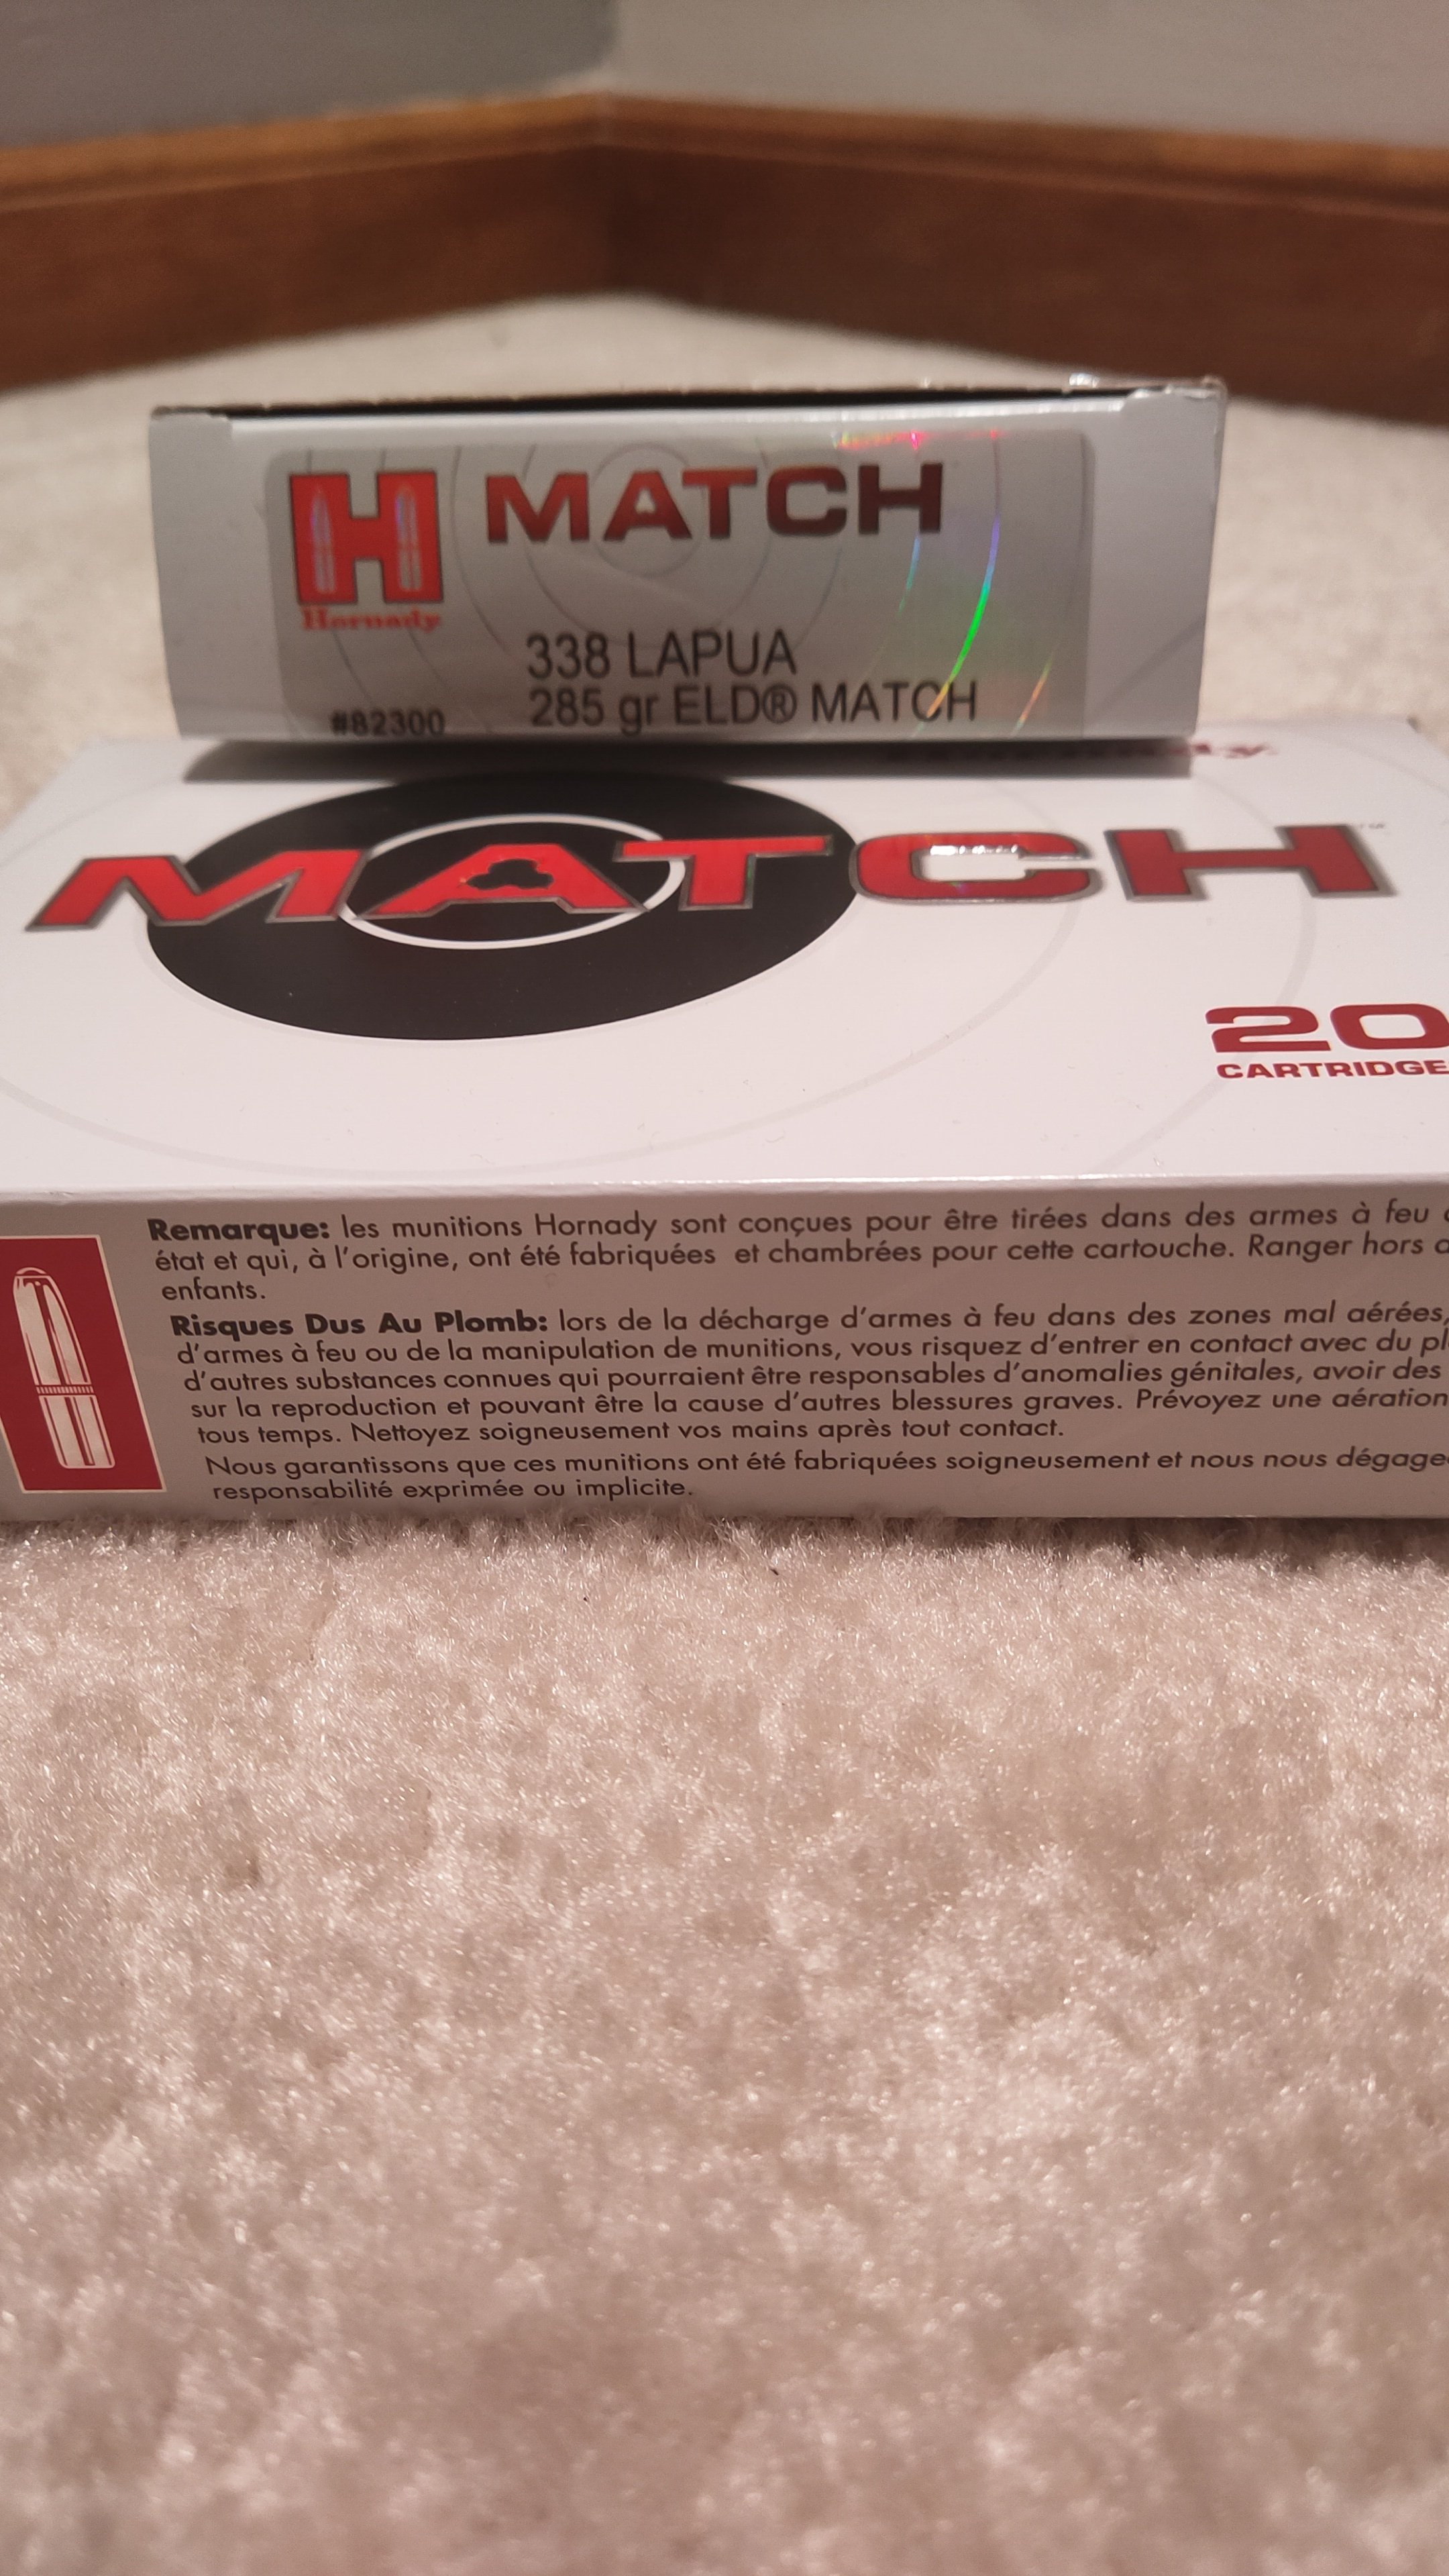 H MATCH
Hornady
338 LAPUA
#82300 285 gr ELD® MATCH
MATCH™
20
CARTRIDGE
Remarque: les munitions Hornady sont conçues pour être tirées dans des armes à feu
état et qui, à l'origine, ont été fabriquées et chambrées pour cette cartouche. Ranger hors
enfants.
Risques Dus Au Plomb: lors de la décharge d'armes à feu dans des zones mal aérées,
d'armes à feu ou de la manipulation de munitions, vous risquez d'entrer en contact avec du pl
d'autres substances connues qui pourraient être responsables d'anomalies génitales, avoir des
sur la reproduction et pouvant être la cause d'autres blessures graves. Prévoyez une aération
tous temps. Nettoyez soigneusement vos mains après tout contact.
Nous garantissons que ces munitions ont été fabriquées soigneusement et nous nous dégage
responsabilité exprimée ou implicite.